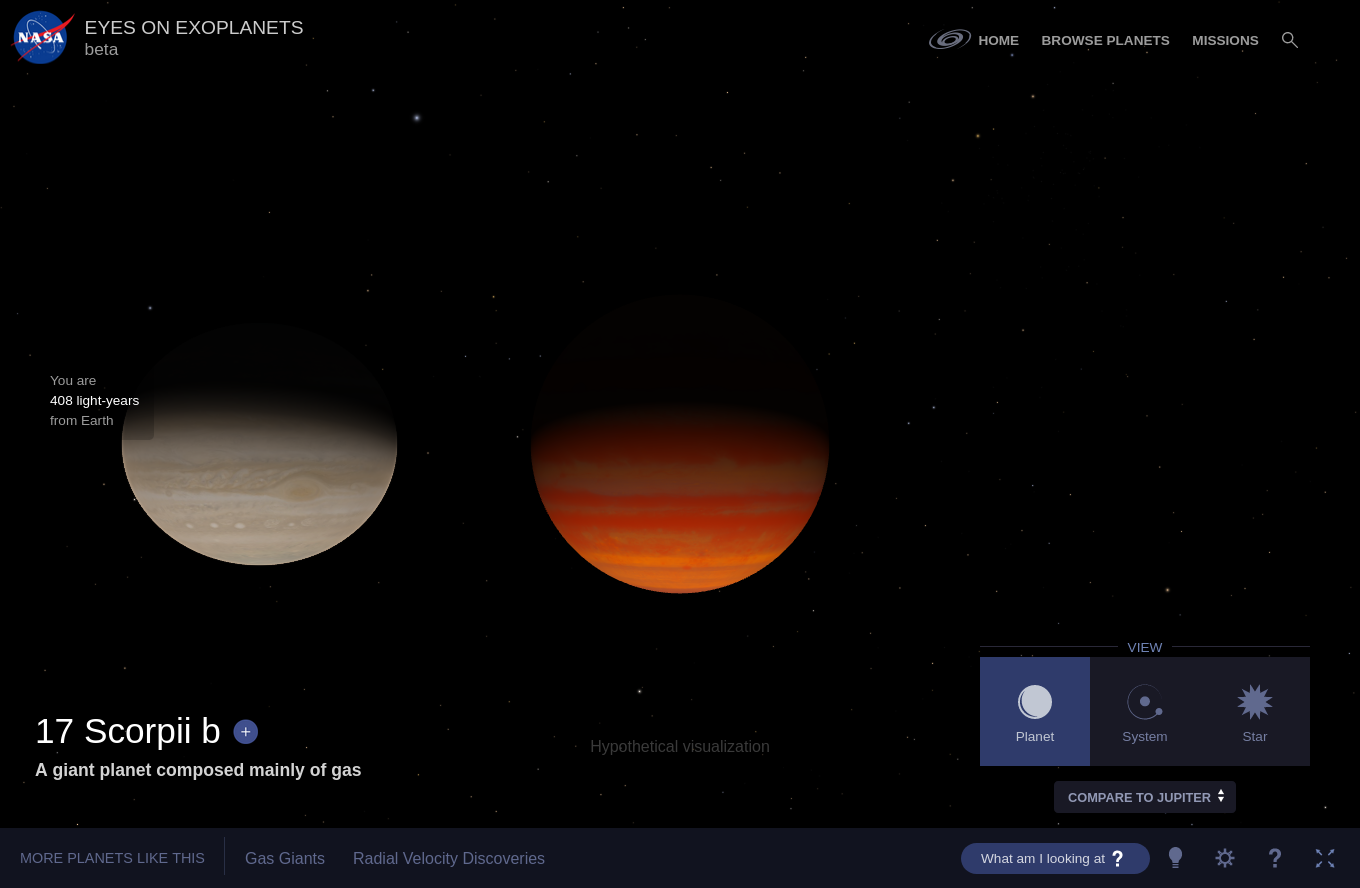 NASA
EYES ON EXOPLANETS
beta
HOME
BROWSE PLANETS
MISSIONS
You are
408 light-years
from Earth
17 Scorpii b +
A giant planet composed mainly of gas
Hypothetical visualization
VIEW
Planet
System
Star
COMPARE TO JUPITER
MORE PLANETS LIKE THIS
Gas Giants
Radial Velocity Discoveries
What am I looking at ?
?